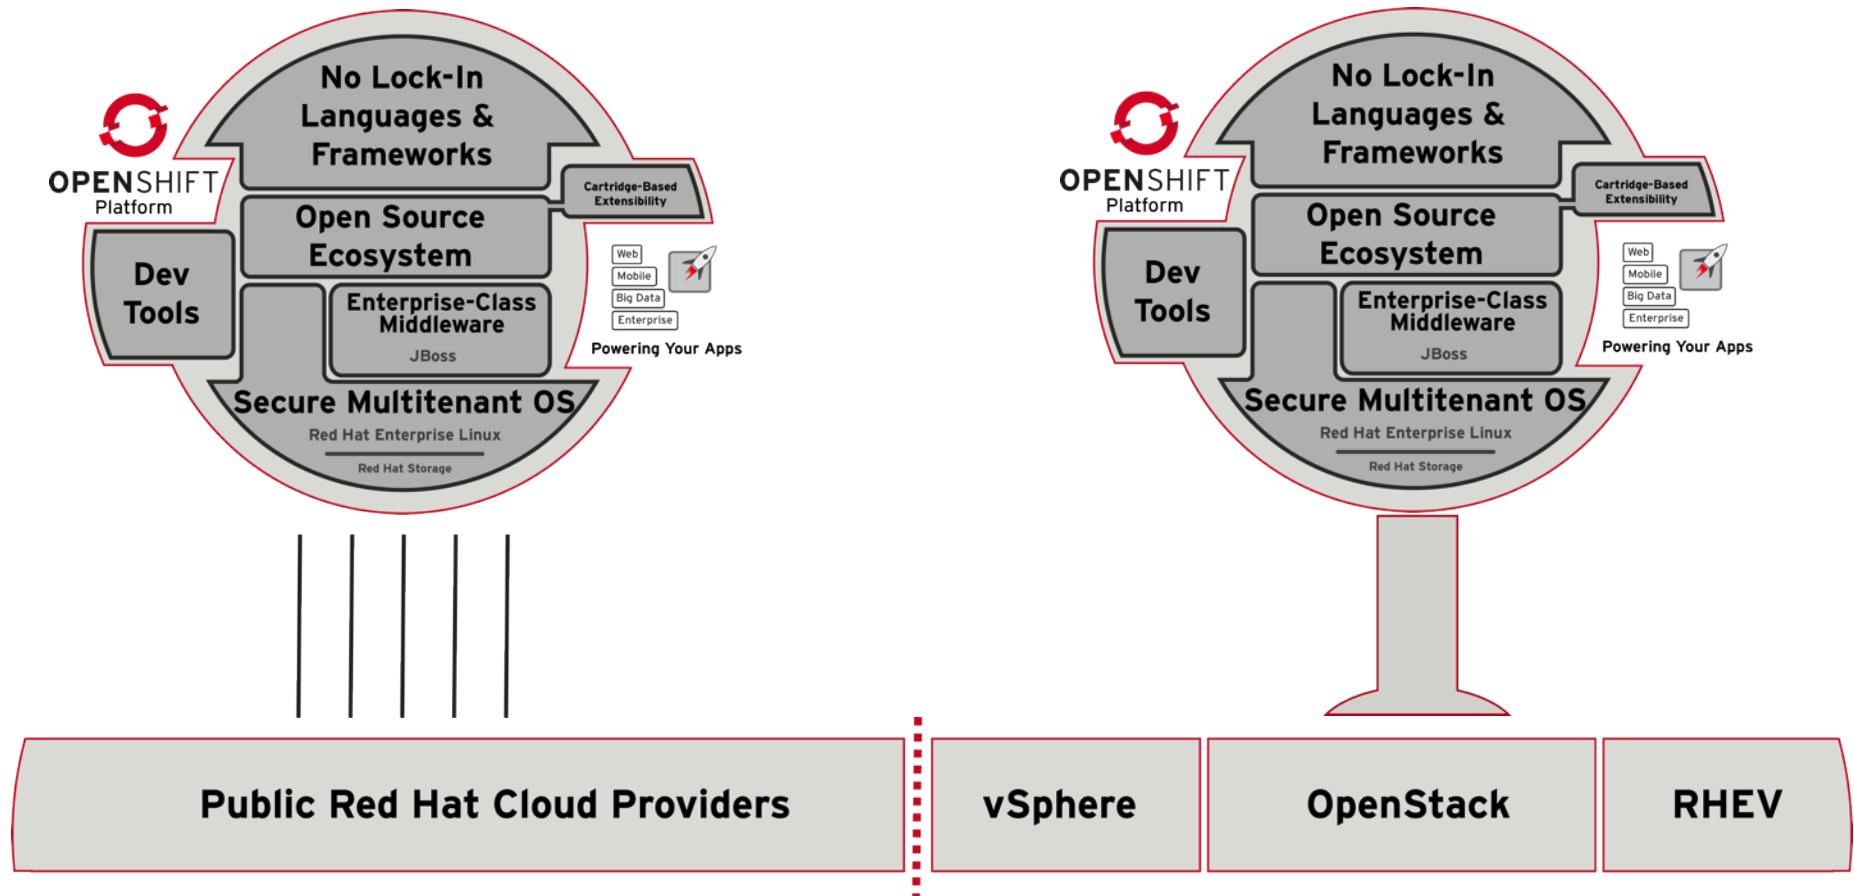 No Lock-In
Languages &
Frameworks
OPENSHIFT
Platform
Cartridge-Based
Extensibility
Open Source
Ecosystem
Dev
Tools
Web
Mobile
Big Data
Enterprise
Powering Your Apps
Enterprise-Class
Middleware
JBoss
Secure Multitenant OS
Red Hat Enterprise Linux
Red Hat Storage
No Lock-In
Languages &
Frameworks
OPENSHIFT
Platform
Cartridge-Based
Extensibility
Open Source
Ecosystem
Dev
Tools
Web
Mobile
Big Data
Enterprise
Powering Your Apps
Enterprise-Class
Middleware
JBoss
Secure Multitenant OS
Red Hat Enterprise Linux
Red Hat Storage
Public Red Hat Cloud Providers
vSphere
OpenStack
RHEV